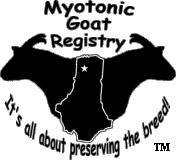 Myotonic
Goat
Registry
It's all about preserving the breed!
TM